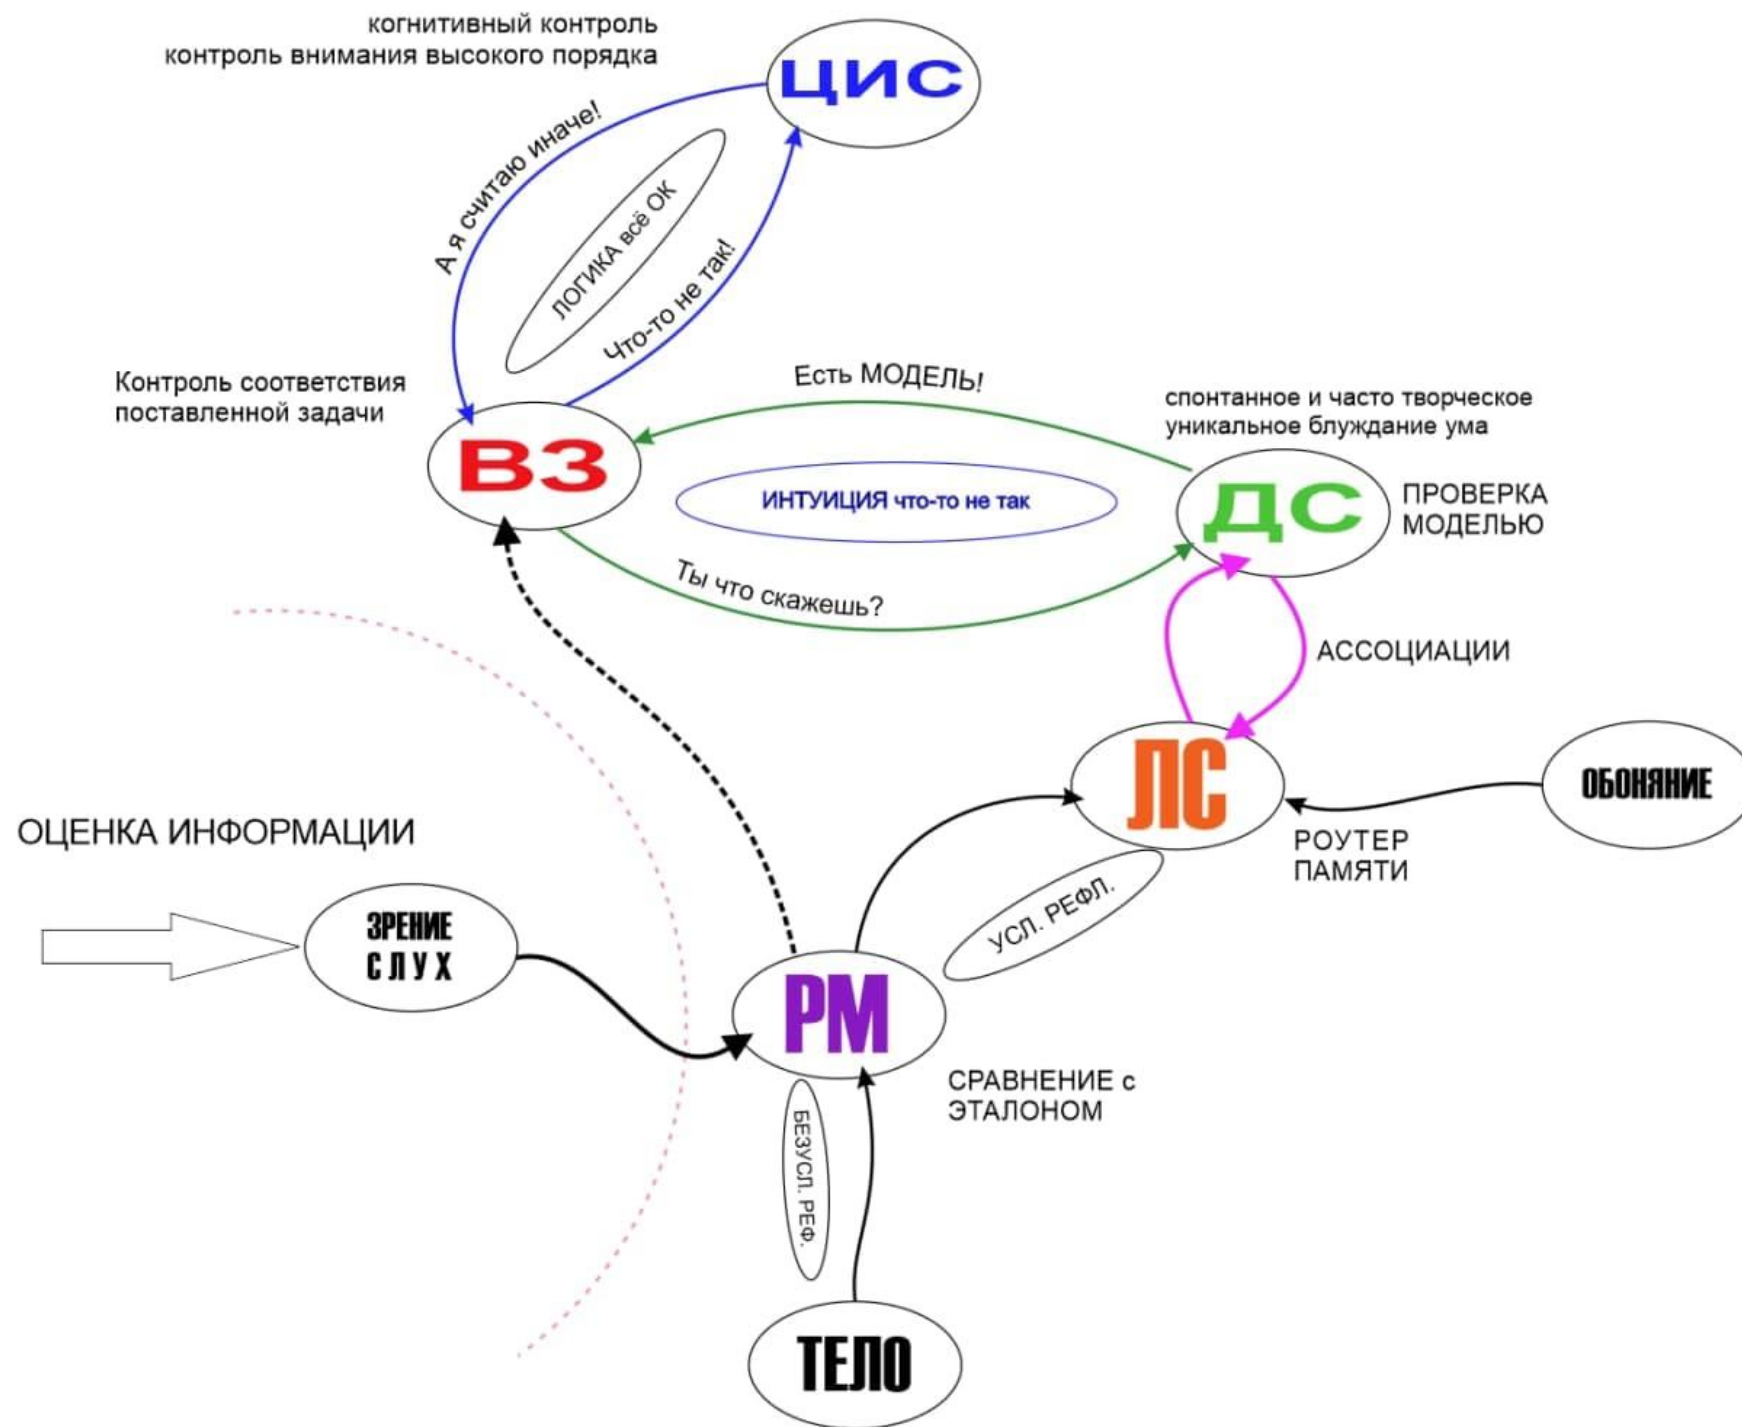 когнитивный контроль
контроль внимания высокого порядка
ЦИС
А я считаю иначе!
ЛОГИКА всё ОК
Что-то не так!
Контроль соответствия
поставленной задачи
ВЗ
Есть МОДЕЛЬ!
ИНТУИЦИЯ что-то не так
Ты что скажешь?
спонтанное и часто творческое
уникальное блуждание ума
ДС
ПРОВЕРКА
МОДЕЛЬЮ
АССОЦИАЦИИ
ЛС
ОБОНЯНИЕ
РОУТЕР
ПАМЯТИ
ОЦЕНКА ИНФОРМАЦИИ
ЗРЕНИЕ
СЛУХ
УСЛ. РЕФЛ.
РМ
СРАВНЕНИЕ с
ЭТАЛОНОМ
БЕЗУСЛ. РЕФ.
ТЕЛО